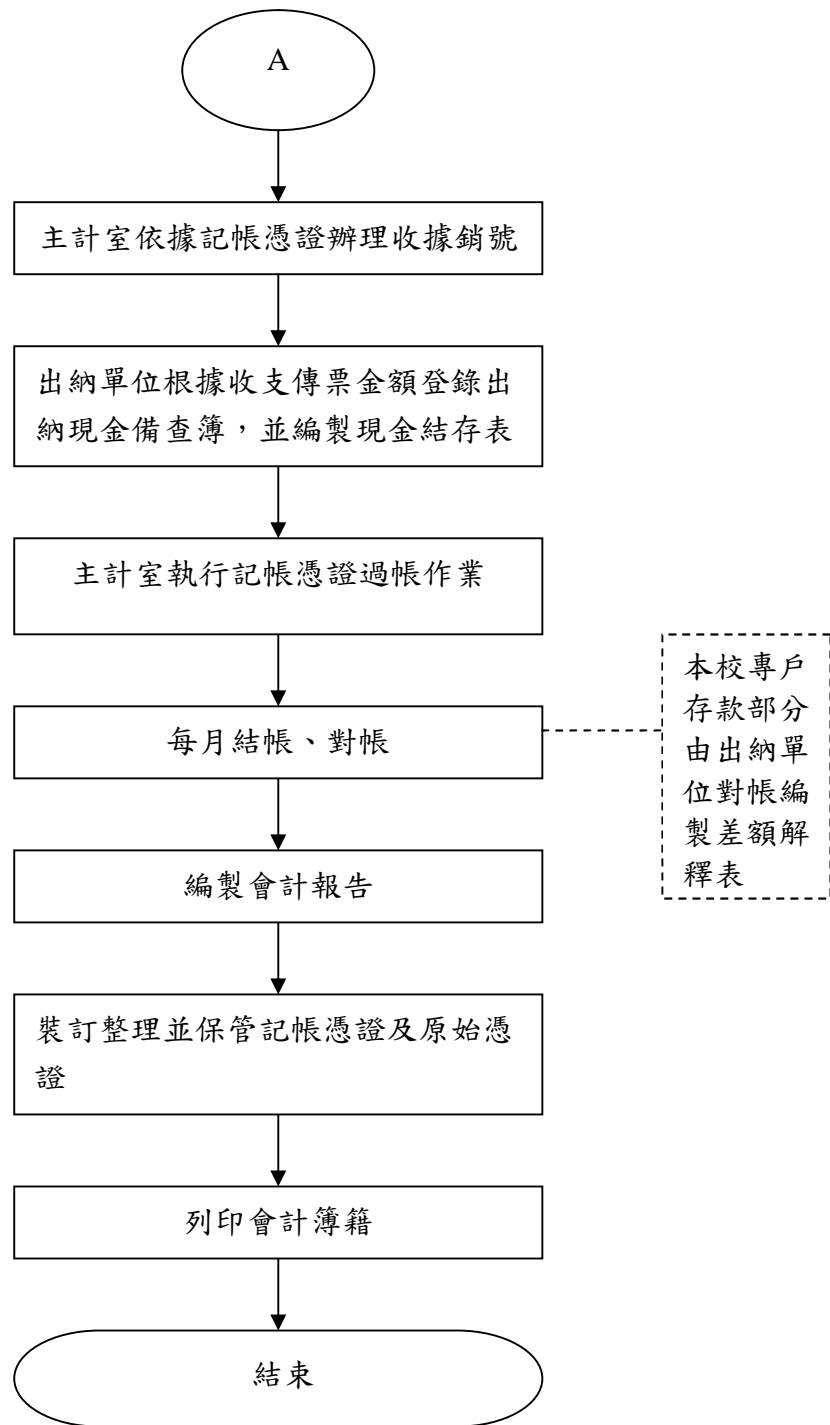 A
主計室依據記帳憑證辦理收據銷號
出納單位根據收支傳票金額登錄出
納現金備查簿，並編製現金結存表
主計室執行記帳憑證過帳作業
每月結帳、對帳
本校專戶
存款部分
由出納單
位對帳編
製差額解
釋表
編製會計報告
裝訂整理並保管記帳憑證及原始憑
證
列印會計簿籍
結束